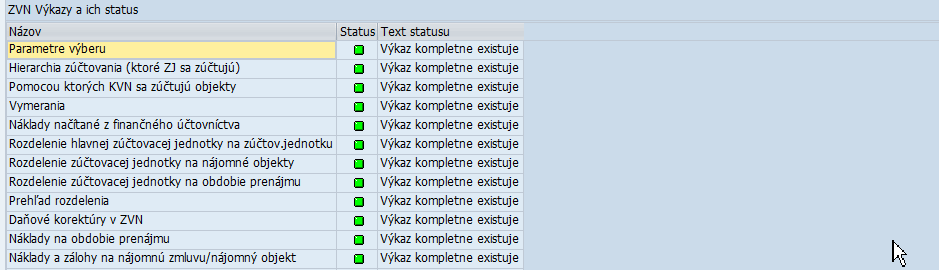 ZVN Výkazy a ich status
Názov Status Text statusu
Parametre výberu Výkaz kompletne existuje
Hierarchia zúčtovania (ktoré ZJ sa zúčtujú) Výkaz kompletne existuje
Pomocou ktorých KVN sa zúčtujú objekty Výkaz kompletne existuje
Vymerania Výkaz kompletne existuje
Náklady načítané z finančného účtovníctva Výkaz kompletne existuje
Rozdelenie hlavnej zúčtovacej jednotky na zúčtov.jednotku Výkaz kompletne existuje
Rozdelenie zúčtovacej jednotky na nájomné objekty Výkaz kompletne existuje
Rozdelenie zúčtovacej jednotky na obdobie prenájmu Výkaz kompletne existuje
Prehľad rozdelenia Výkaz kompletne existuje
Daňové korektúry v ZVN Výkaz kompletne existuje
Náklady na obdobie prenájmu Výkaz kompletne existuje
Náklady a zálohy na nájomnú zmluvu/nájomný objekt Výkaz kompletne existuje